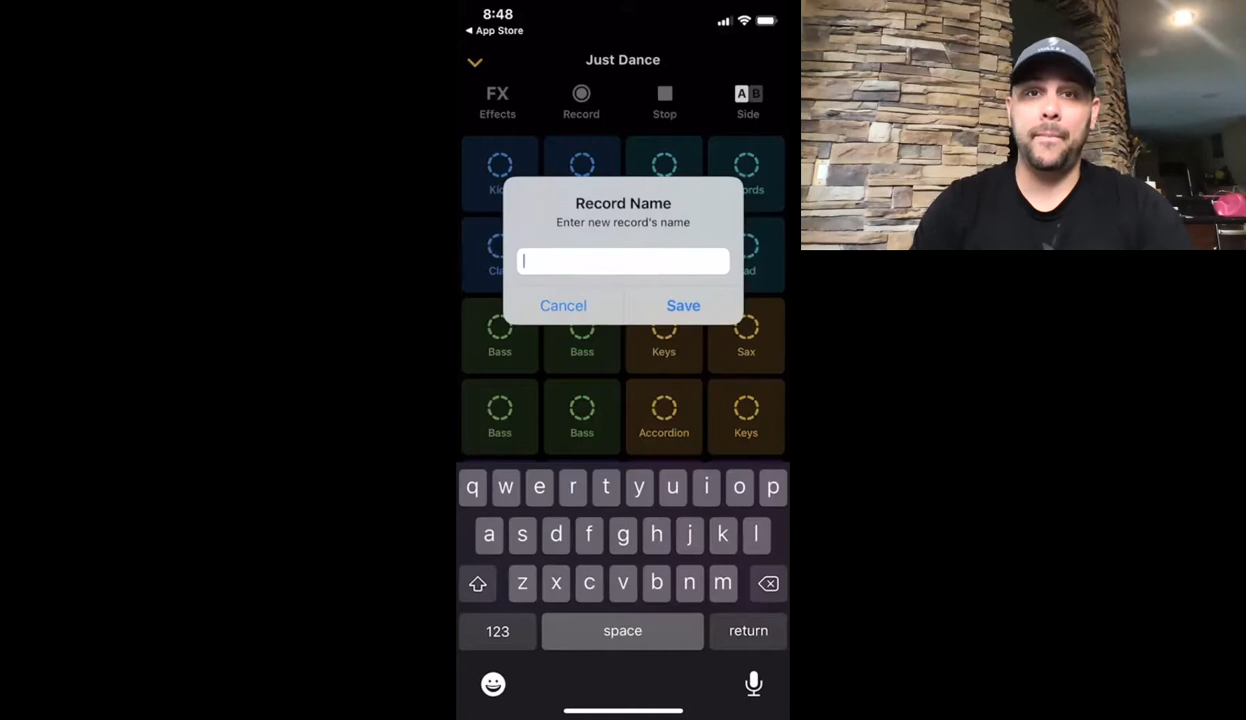 8:48
App Store
Just Dance
FX
Effects
Record
Stop
A B
Side
Record Name
Enter new record's name
Cancel
Save
Bass
Bass
Keys
Sax
Bass
Bass
Accordion
Keys
q w e r t y u i o p
a s d f g h j k l
z x c v b n m
123
space
return